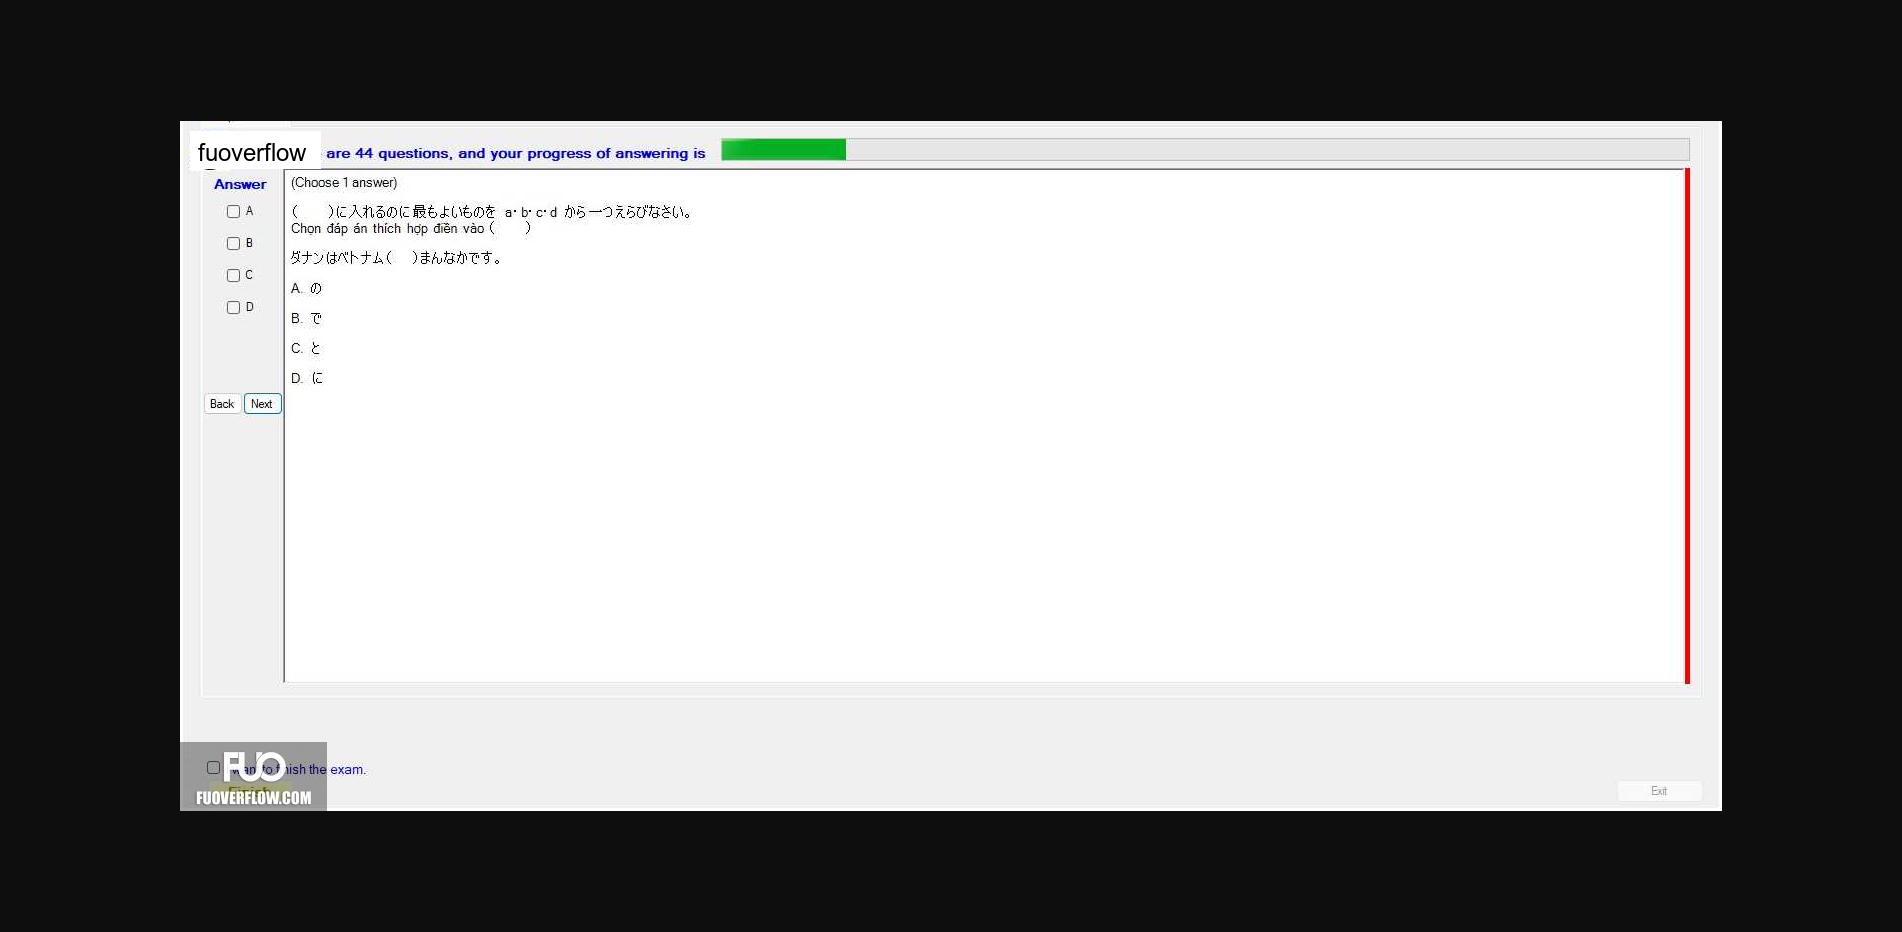 fuoverflow are 44 questions, and your progress of answering is
Answer
(Choose 1 answer)
A
(　　)に入れるのに最もよいものを a・b・c・d から一つえらびなさい。
Chọn đáp án thích hợp điền vào (　　)
B
ダナンはベトナム(　)まんなかです。
C
A. の
D
B. で
C. と
D. に
Back Next
FUO
to finish the exam.
FUOVERFLOW.COM
Exit